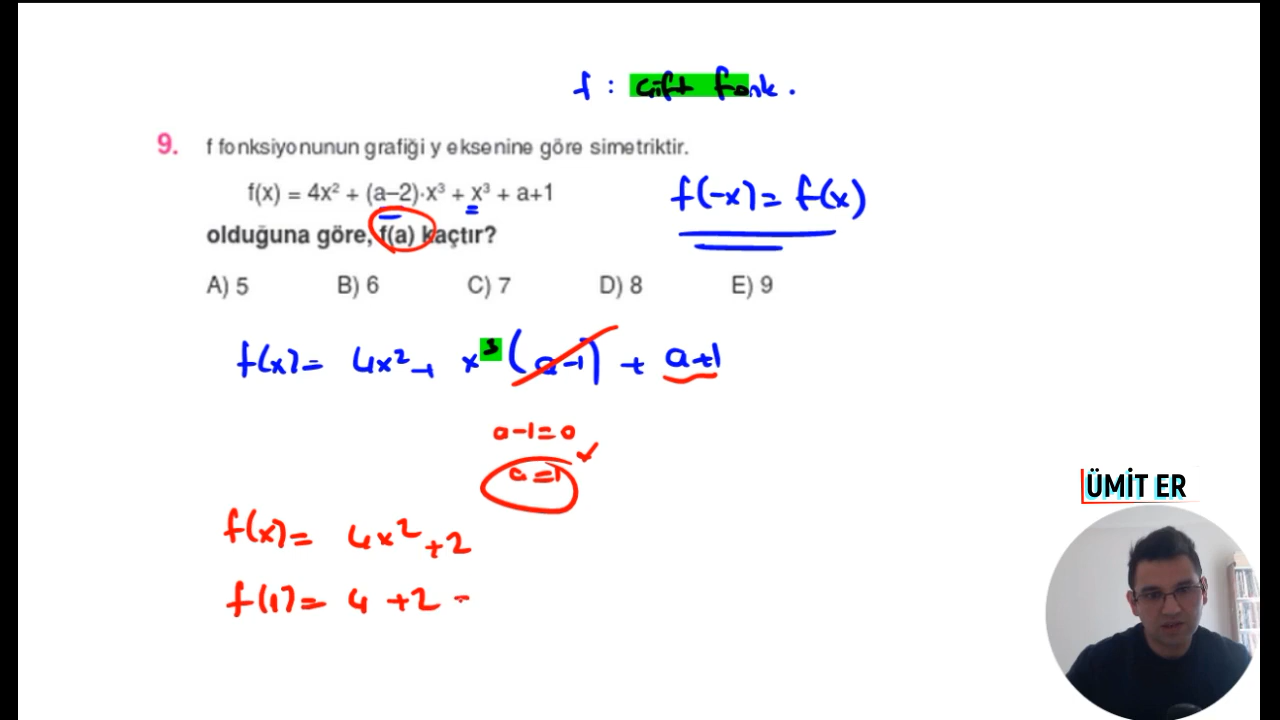 f : çift fonk.
9. f fonksiyonunun grafiği y eksenine göre simetriktir.
f(x) = 4x² + (a–2)·x³ + x³ + a+1
f(-x) = f(x)
olduğuna göre, f(a) kaçtır?
A) 5 B) 6 C) 7 D) 8 E) 9
f(x) = 4x² + x³ (a-1) + a+1
a-1=0
a=1
ÜMİT ER
f(x) = 4x² +2
f(1) = 4 +2 -